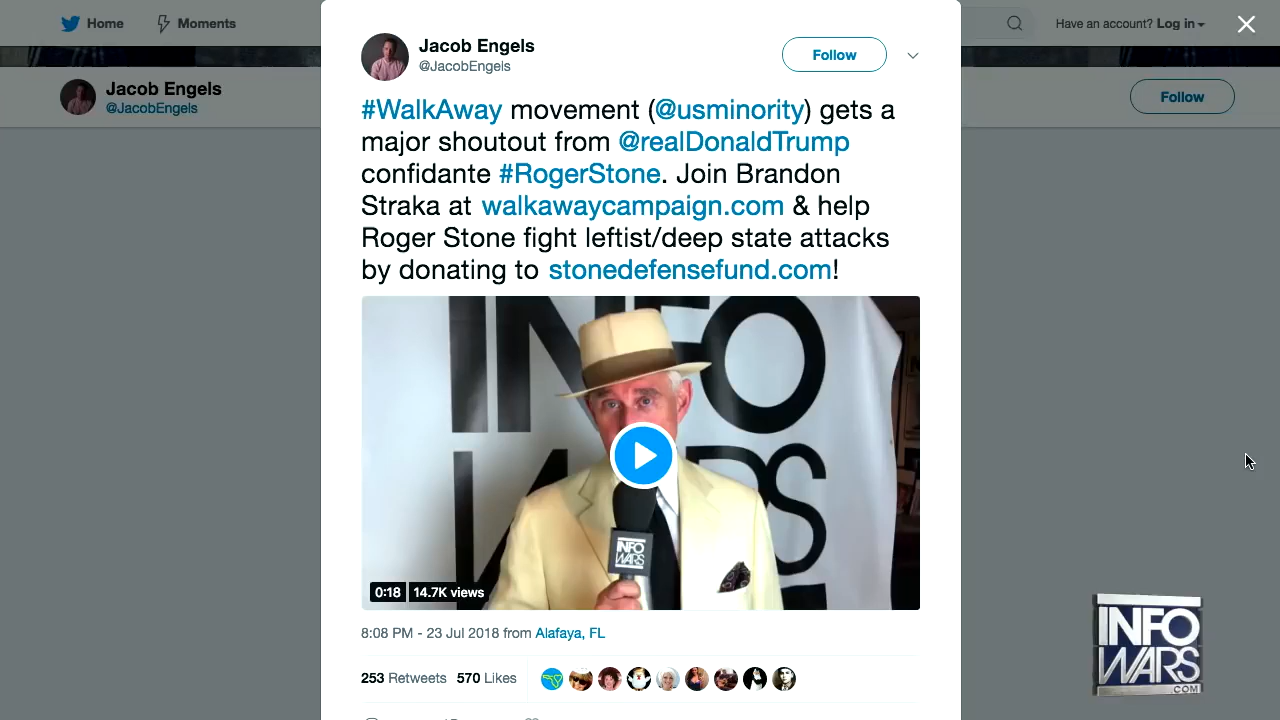 Home Moments Have an account? Log in
Jacob Engels
@JacobEngels
Follow
Jacob Engels
@JacobEngels
Follow
#WalkAway movement (@usminority) gets a
major shoutout from @realDonaldTrump
confidante #RogerStone. Join Brandon
Straka at walkawaycampaign.com & help
Roger Stone fight leftist/deep state attacks
by donating to stonedefensefund.com!
INFO
WARS
INFO
WARS
0:18 14.7K views
8:08 PM - 23 Jul 2018 from Alafaya, FL
253 Retweets 570 Likes
INFO
WARS
.COM